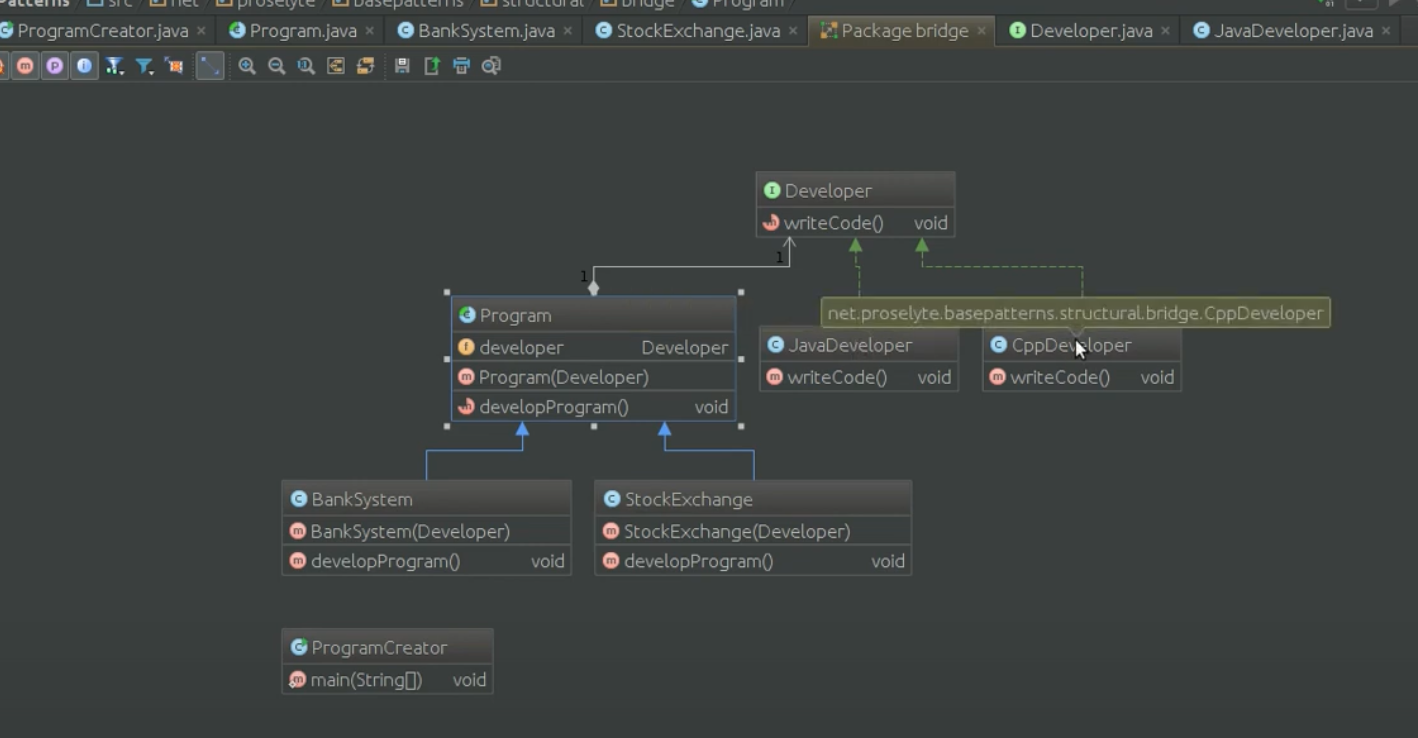 Patterns src net proselyte basepatterns structural bridge Program
ProgramCreator.java × Program.java × BankSystem.java × StockExchange.java × Package bridge × Developer.java × JavaDeveloper.java ×
Developer
writeCode() void
1
1
Program
developer Developer
Program(Developer)
developProgram() void
net.proselyte.basepatterns.structural.bridge.CppDeveloper
JavaDeveloper
writeCode() void
CppDeveloper
writeCode() void
BankSystem
BankSystem(Developer)
developProgram() void
StockExchange
StockExchange(Developer)
developProgram() void
ProgramCreator
main(String[]) void